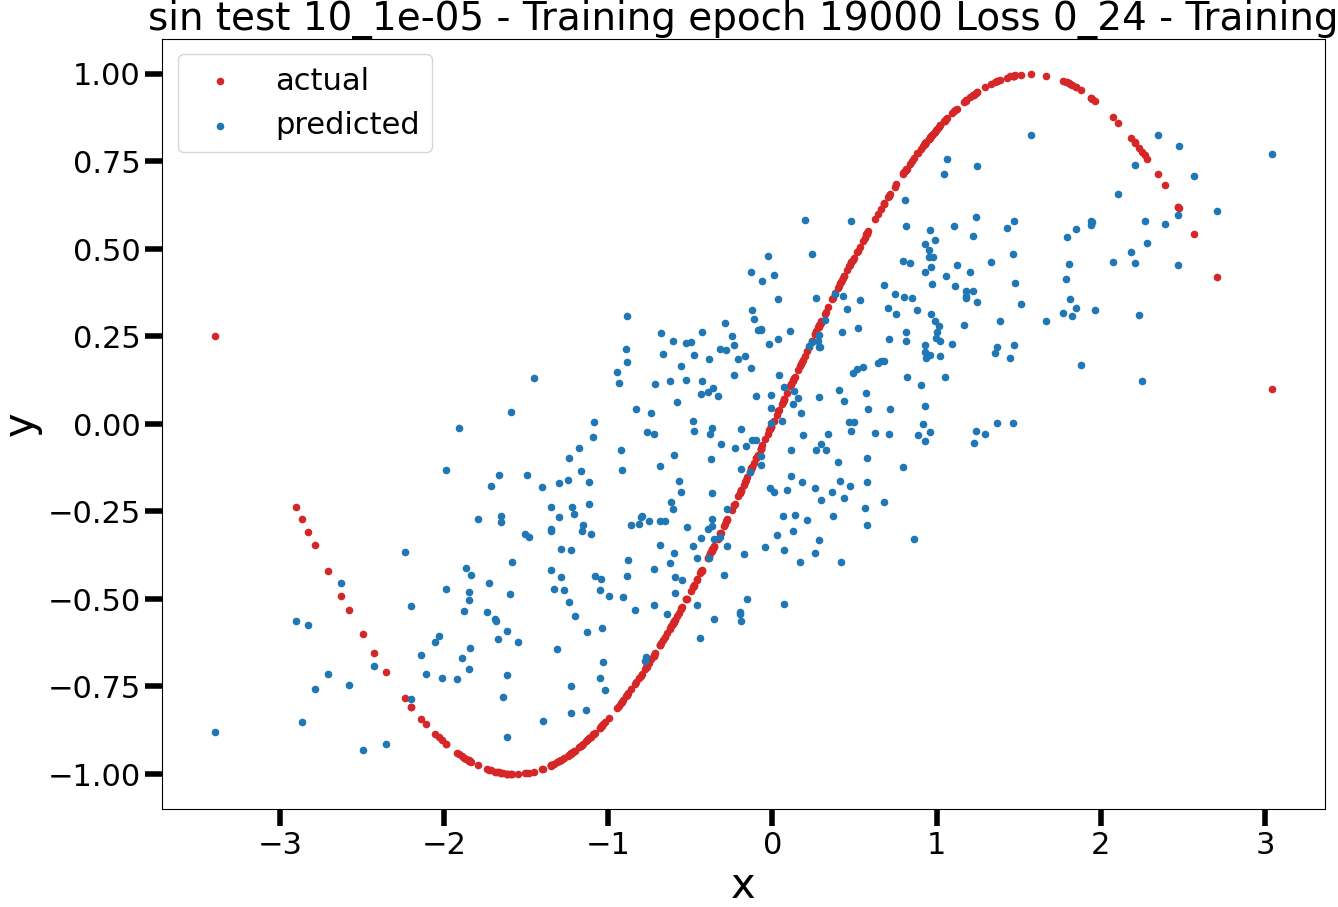 sin test 10_1e-05 - Training epoch 19000 Loss 0_24 - Training
actual
predicted
1.00
0.75
0.50
0.25
0.00
−0.25
−0.50
−0.75
−1.00
y
−3 −2 −1 0 1 2 3
x